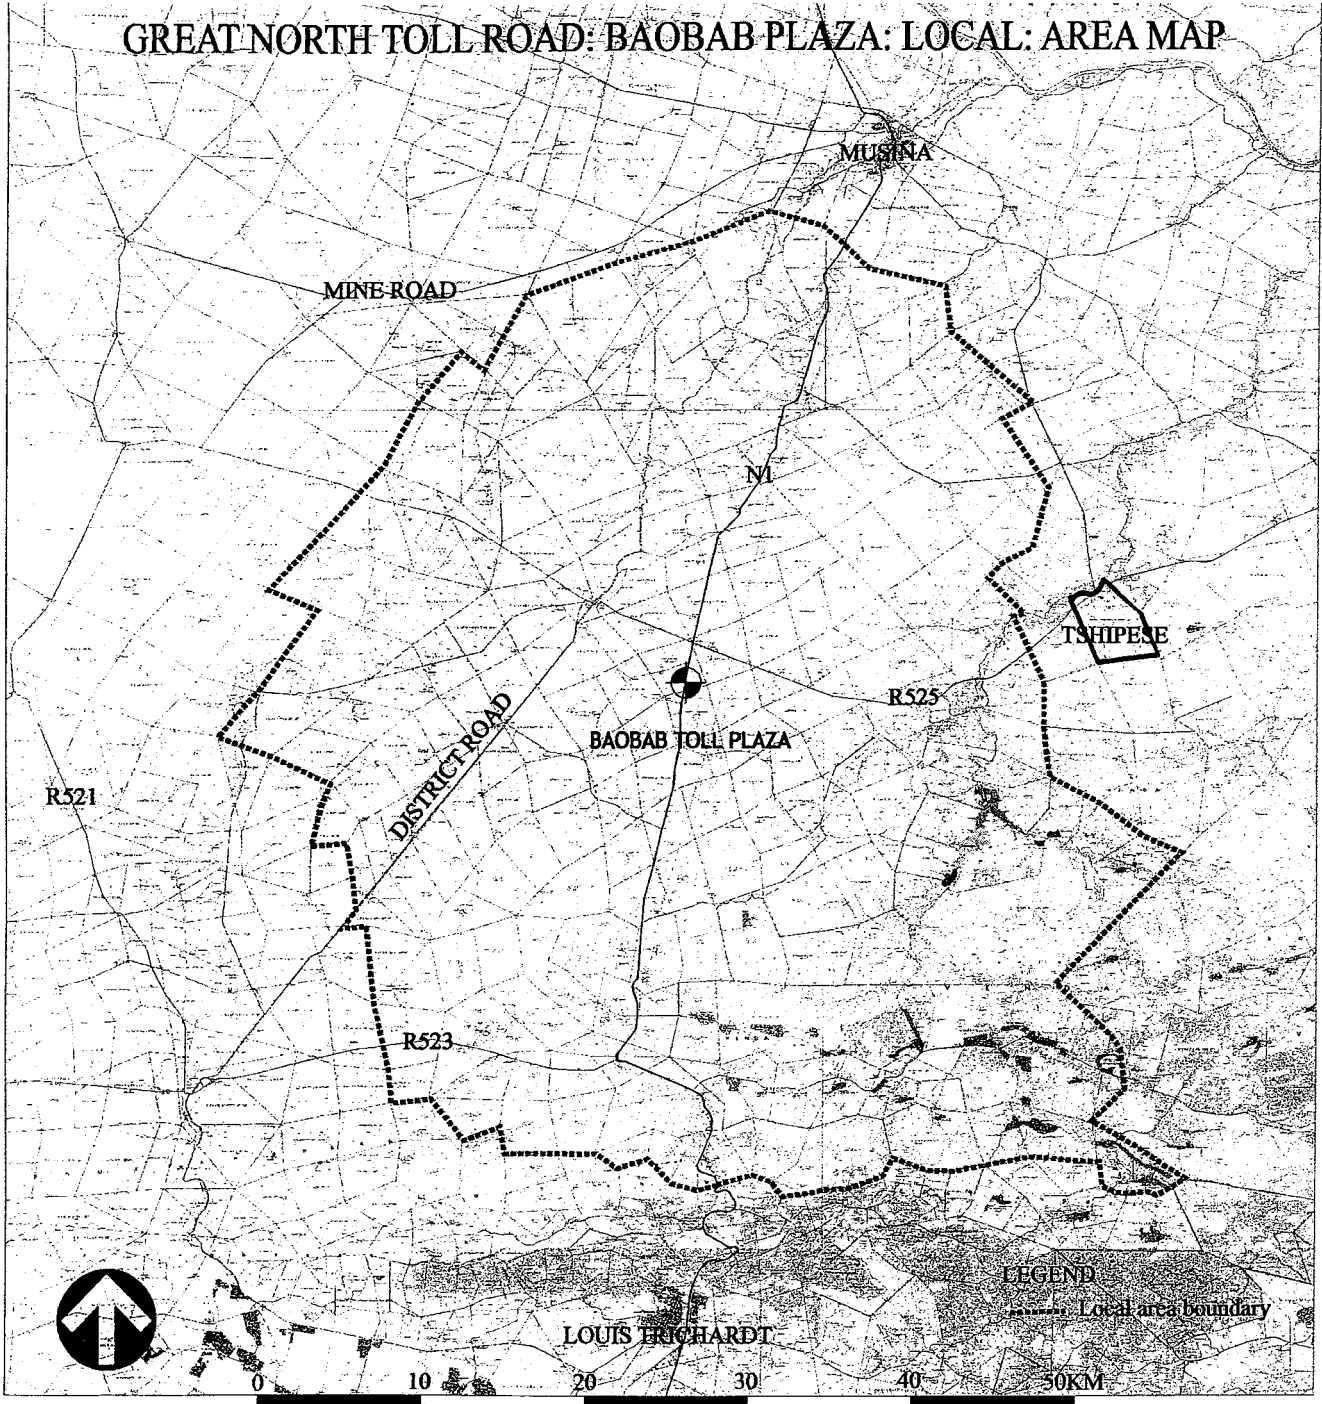 GREAT NORTH TOLL ROAD: BAOBAB PLAZA: LOCAL: AREA MAP
MUSINA
MINE ROAD
N1
TSHIPESE
R525
DISTRICT ROAD
BAOBAB TOLL PLAZA
R521
R523
LEGEND
Local area boundary
LOUIS TRICHARDT
0 10 20 30 40 50KM